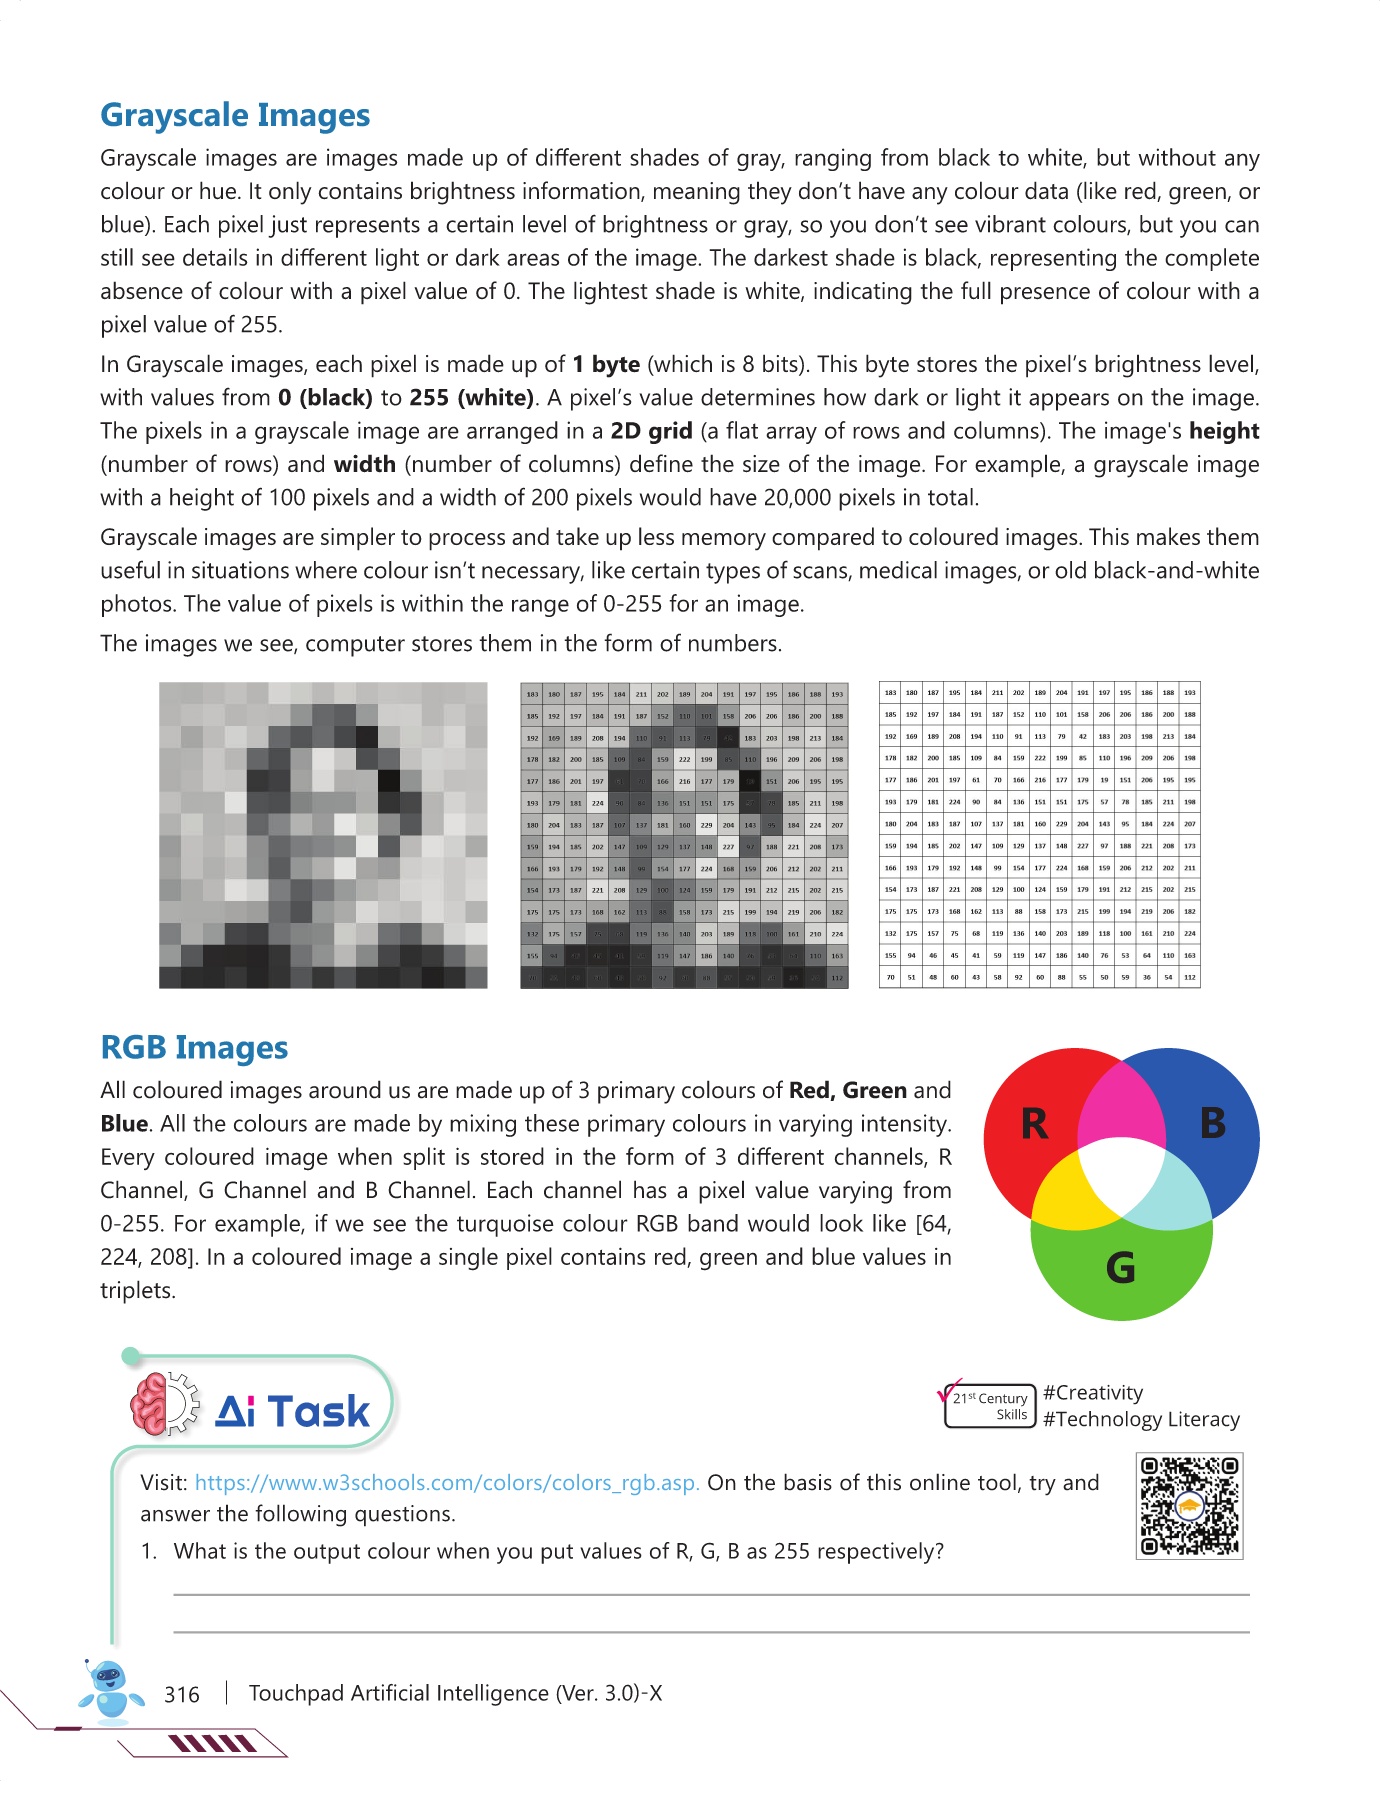 Grayscale Images
Grayscale images are images made up of different shades of gray, ranging from black to white, but without any
colour or hue. It only contains brightness information, meaning they don’t have any colour data (like red, green, or
blue). Each pixel just represents a certain level of brightness or gray, so you don’t see vibrant colours, but you can
still see details in different light or dark areas of the image. The darkest shade is black, representing the complete
absence of colour with a pixel value of 0. The lightest shade is white, indicating the full presence of colour with a
pixel value of 255.
In Grayscale images, each pixel is made up of 1 byte (which is 8 bits). This byte stores the pixel’s brightness level,
with values from 0 (black) to 255 (white). A pixel’s value determines how dark or light it appears on the image.
The pixels in a grayscale image are arranged in a 2D grid (a flat array of rows and columns). The image's height
(number of rows) and width (number of columns) define the size of the image. For example, a grayscale image
with a height of 100 pixels and a width of 200 pixels would have 20,000 pixels in total.
Grayscale images are simpler to process and take up less memory compared to coloured images. This makes them
useful in situations where colour isn’t necessary, like certain types of scans, medical images, or old black-and-white
photos. The value of pixels is within the range of 0-255 for an image.
The images we see, computer stores them in the form of numbers.
183 180 187 195 184 211 202 189 204 191 197 195 186 188 193
185 192 197 184 191 187 152 110 101 158 206 206 186 200 188
192 169 189 208 194 110 91 113 79 42 183 203 198 213 184
178 182 200 185 109 84 159 222 199 85 110 196 209 206 198
177 186 201 197 61 70 166 216 177 179 19 151 206 195 195
193 179 181 224 90 84 136 151 151 175 57 78 185 211 198
180 204 183 187 107 137 181 160 229 204 143 95 184 224 207
159 194 185 202 147 109 129 137 148 227 97 188 221 208 173
166 193 179 192 148 99 154 177 224 168 159 206 212 202 211
154 173 187 221 208 129 100 124 159 179 191 212 215 202 215
175 175 173 168 162 113 88 158 173 215 199 194 219 206 182
132 175 157 75 68 119 136 140 203 189 118 100 161 210 224
155 94 46 45 41 59 119 147 186 140 76 53 64 110 163
70 51 48 60 43 58 92 60 88 55 50 59 36 54 112
RGB Images
All coloured images around us are made up of 3 primary colours of Red, Green and
Blue. All the colours are made by mixing these primary colours in varying intensity.
Every coloured image when split is stored in the form of 3 different channels, R
Channel, G Channel and B Channel. Each channel has a pixel value varying from
0-255. For example, if we see the turquoise colour RGB band would look like [64,
224, 208]. In a coloured image a single pixel contains red, green and blue values in
triplets.
R
B
G
Ai Task
21st Century
Skills
#Creativity
#Technology Literacy
Visit: https://www.w3schools.com/colors/colors_rgb.asp. On the basis of this online tool, try and
answer the following questions.
1. What is the output colour when you put values of R, G, B as 255 respectively?
316 | Touchpad Artificial Intelligence (Ver. 3.0)-X